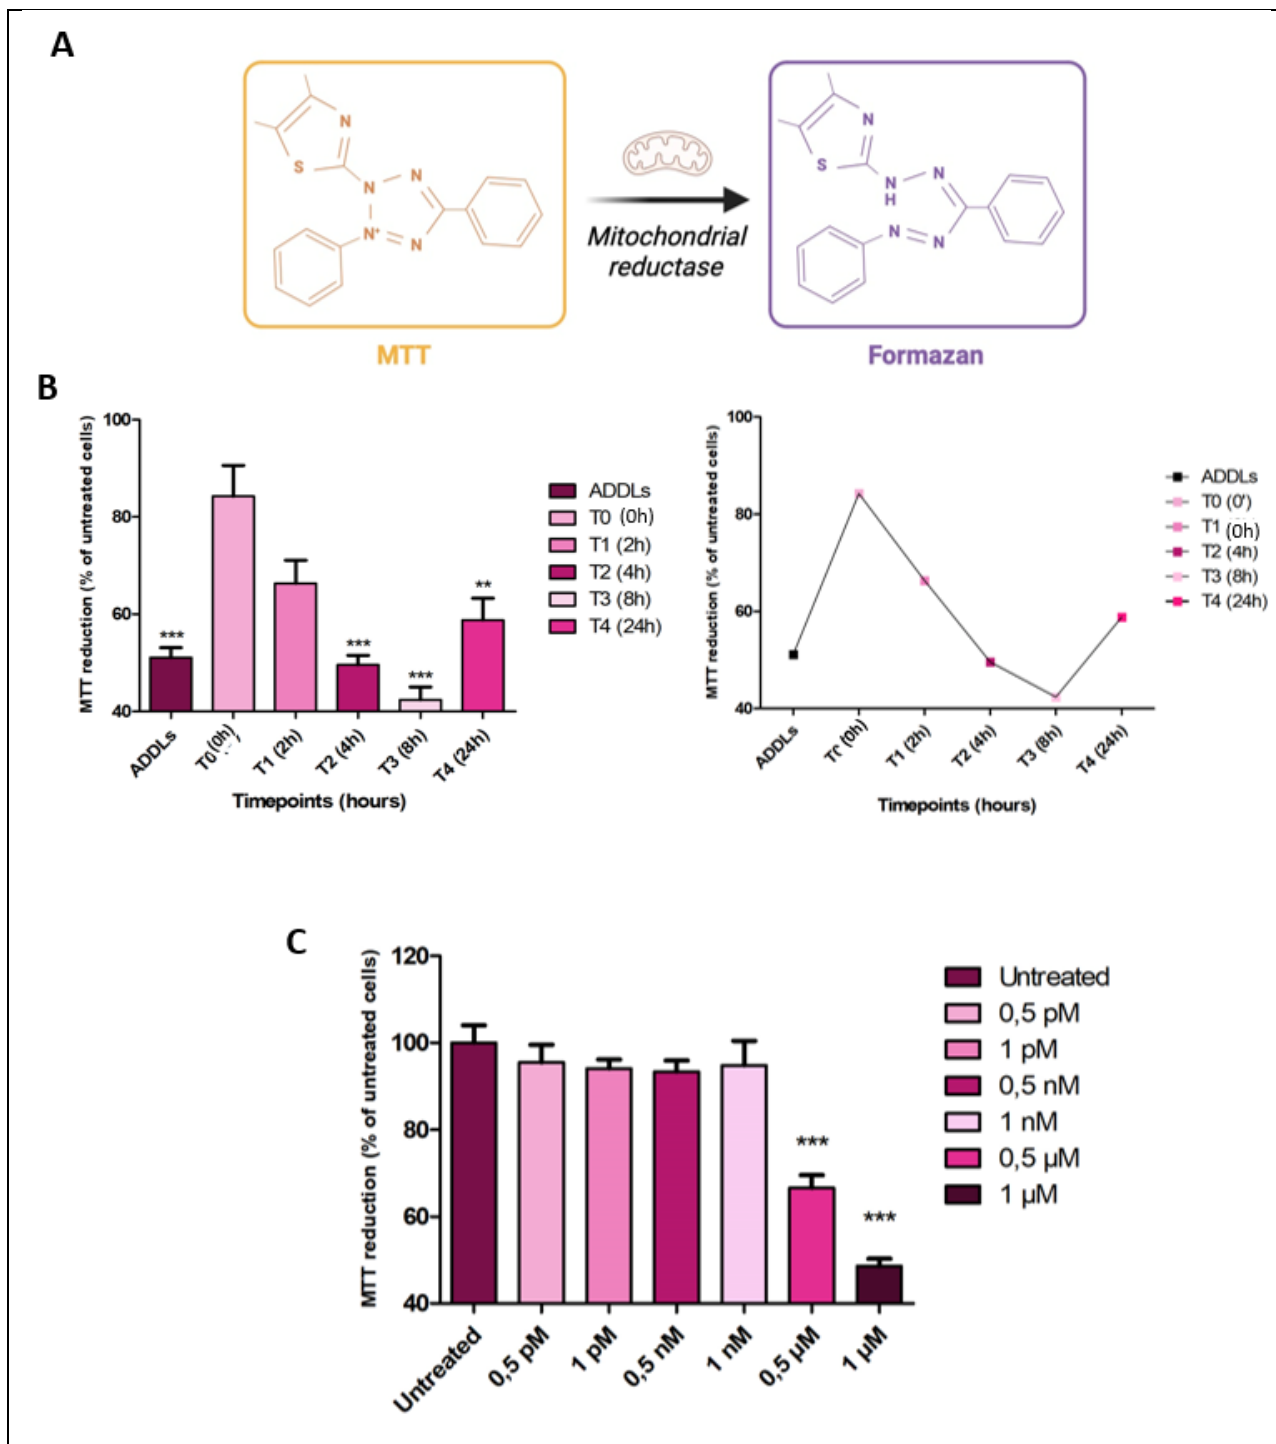 A
N
S
N
N
N+
N
Mitochondrial
reductase
N
S
N
H
N
N
N
MTT
Formazan
B
MTT reduction (% of untreated cells)
100
80
60
40
***
***
***
**
ADDLs
T0 (0h)
T1 (2h)
T2 (4h)
T3 (8h)
T4 (24h)
Timepoints (hours)
ADDLs
T0 (0h)
T1 (2h)
T2 (4h)
T3 (8h)
T4 (24h)
MTT reduction (% of untreated cells)
100
80
60
40
ADDLs
(0h)
T1 (2h)
T2 (4h)
T3 (8h)
T4 (24h)
Timepoints (hours)
ADDLs
T0 (0')
T1 (0h)
T2 (4h)
T3 (8h)
T4 (24h)
C
MTT reduction (% of untreated cells)
120
100
80
60
40
***
***
Untreated
0,5 pM
1 pM
0,5 nM
1 nM
0,5 µM
1 µM
Untreated
0,5 pM
1 pM
0,5 nM
1 nM
0,5 µM
1 µM